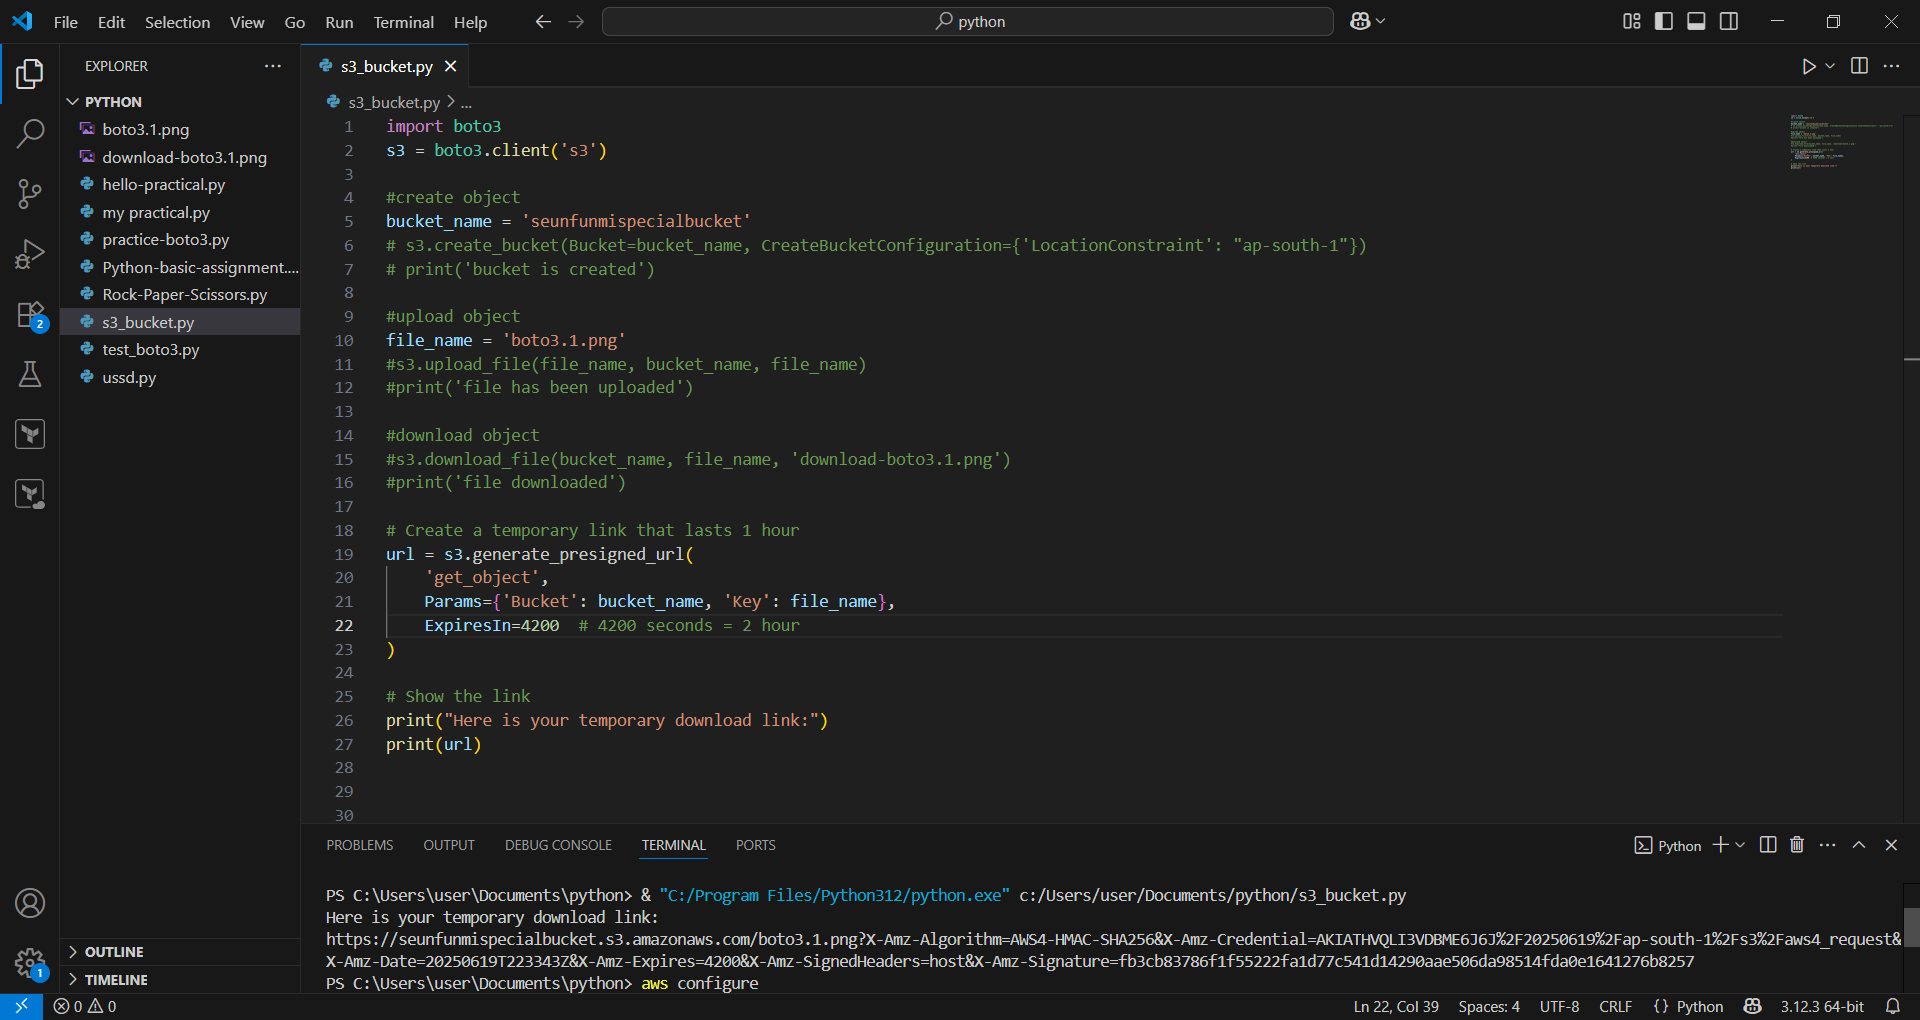 File Edit Selection View Go Run Terminal Help
python
EXPLORER
PYTHON
boto3.1.png
download-boto3.1.png
hello-practical.py
my practical.py
practice-boto3.py
Python-basic-assignment....
Rock-Paper-Scissors.py
s3_bucket.py
test_boto3.py
ussd.py
OUTLINE
TIMELINE
2
1
s3_bucket.py
s3_bucket.py > ...
1 import boto3
2 s3 = boto3.client('s3')
3
4 #create object
5 bucket_name = 'seunfunmispecialbucket'
6 # s3.create_bucket(Bucket=bucket_name, CreateBucketConfiguration={'LocationConstraint': "ap-south-1"})
7 # print('bucket is created')
8
9 #upload object
10 file_name = 'boto3.1.png'
11 #s3.upload_file(file_name, bucket_name, file_name)
12 #print('file has been uploaded')
13
14 #download object
15 #s3.download_file(bucket_name, file_name, 'download-boto3.1.png')
16 #print('file downloaded')
17
18 # Create a temporary link that lasts 1 hour
19 url = s3.generate_presigned_url(
20     'get_object',
21     Params={'Bucket': bucket_name, 'Key': file_name},
22     ExpiresIn=4200  # 4200 seconds = 2 hour
23 )
24
25 # Show the link
26 print("Here is your temporary download link:")
27 print(url)
28
29
30
PROBLEMS OUTPUT DEBUG CONSOLE TERMINAL PORTS
Python
PS C:\Users\user\Documents\python> & "C:/Program Files/Python312/python.exe" c:/Users/user/Documents/python/s3_bucket.py
Here is your temporary download link:
https://seunfunmispecialbucket.s3.amazonaws.com/boto3.1.png?X-Amz-Algorithm=AWS4-HMAC-SHA256&X-Amz-Credential=AKIATHVQLI3VDBME6J6J%2F20250619%2Fap-south-1%2Fs3%2Faws4_request&
X-Amz-Date=20250619T223343Z&X-Amz-Expires=4200&X-Amz-SignedHeaders=host&X-Amz-Signature=fb3cb83786f1f55222fa1d77c541d14290aae506da98514fda0e1641276b8257
PS C:\Users\user\Documents\python> aws configure
0 0
Ln 22, Col 39 Spaces: 4 UTF-8 CRLF {} Python 3.12.3 64-bit